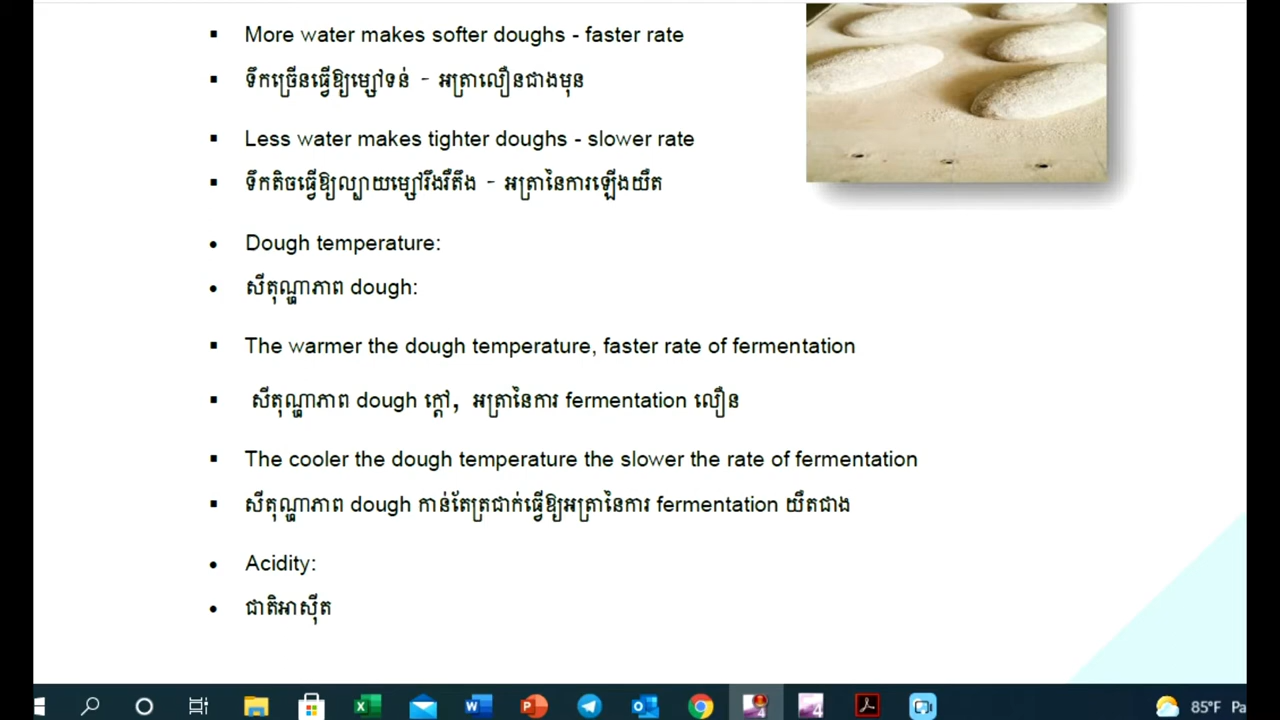 ▪ More water makes softer doughs - faster rate
▪ ទឹកច្រើនធ្វើឱ្យម្សៅទន់ - អត្រាលឿនជាងមុន
▪ Less water makes tighter doughs - slower rate
▪ ទឹកតិចធ្វើឱ្យល្បាយម្សៅរឹងរឹតឹង - អត្រានៃការឡើងយឺត
• Dough temperature:
• សីតុណ្ហាភាព dough:
▪ The warmer the dough temperature, faster rate of fermentation
▪ សីតុណ្ហាភាព dough ក្តៅ, អត្រានៃការ fermentation លឿន
▪ The cooler the dough temperature the slower the rate of fermentation
▪ សីតុណ្ហាភាព dough កាន់តែត្រជាក់ធ្វើឱ្យអត្រានៃការ fermentation យឺតជាង
• Acidity:
• ជាតិអាស៊ីត
85°F Pa